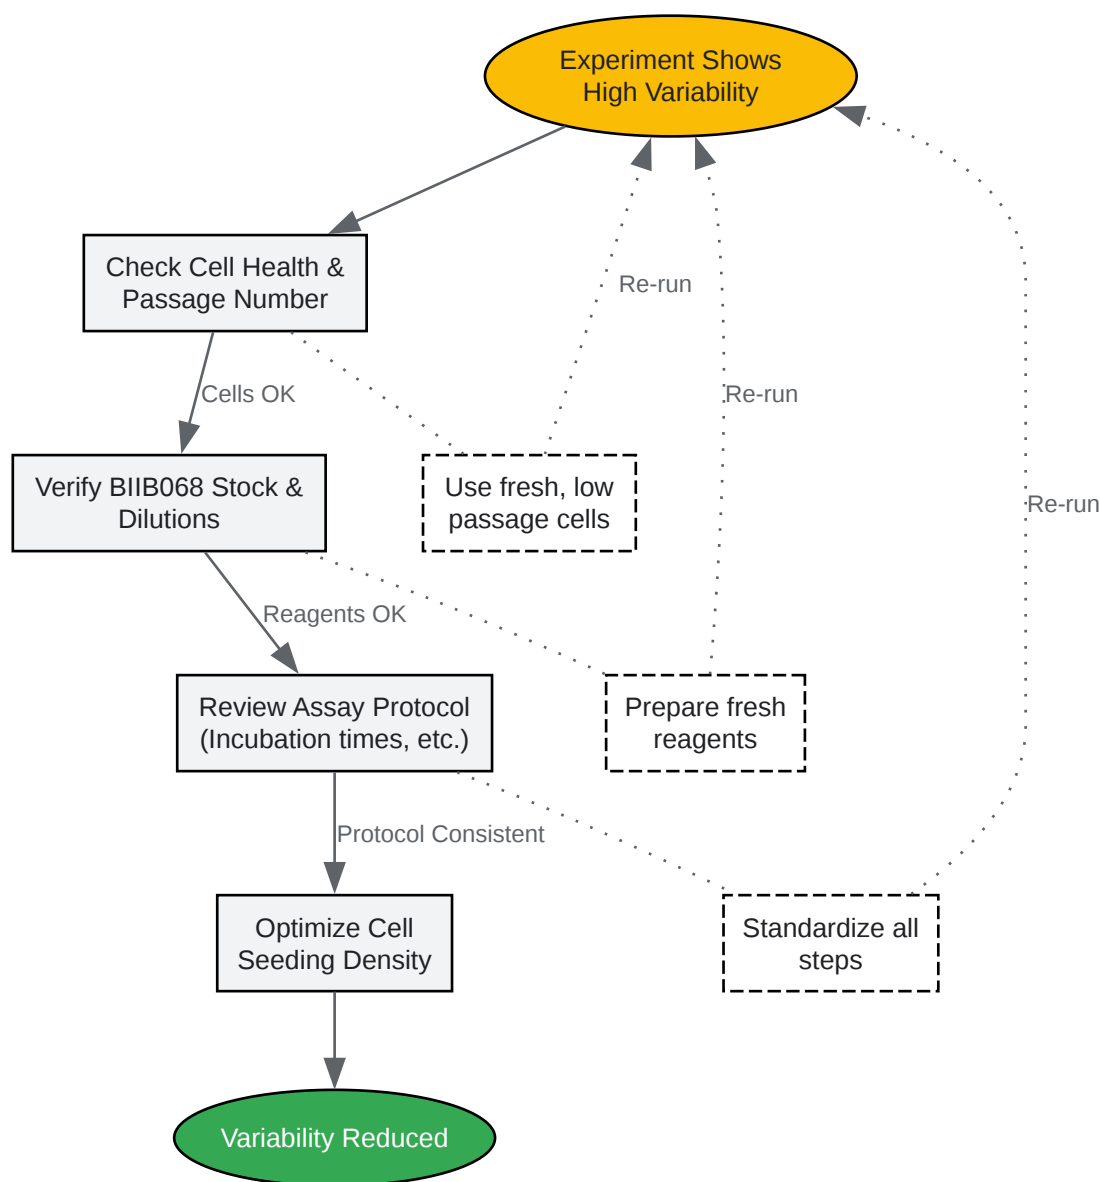 Experiment Shows
High Variability
Check Cell Health &
Passage Number
Re-run
Cells OK
Re-run
Verify BIIB068 Stock &
Dilutions
Use fresh, low
passage cells
Re-run
Reagents OK
Review Assay Protocol
(Incubation times, etc.)
Prepare fresh
reagents
Protocol Consistent
Optimize Cell
Seeding Density
Standardize all
steps
Variability Reduced